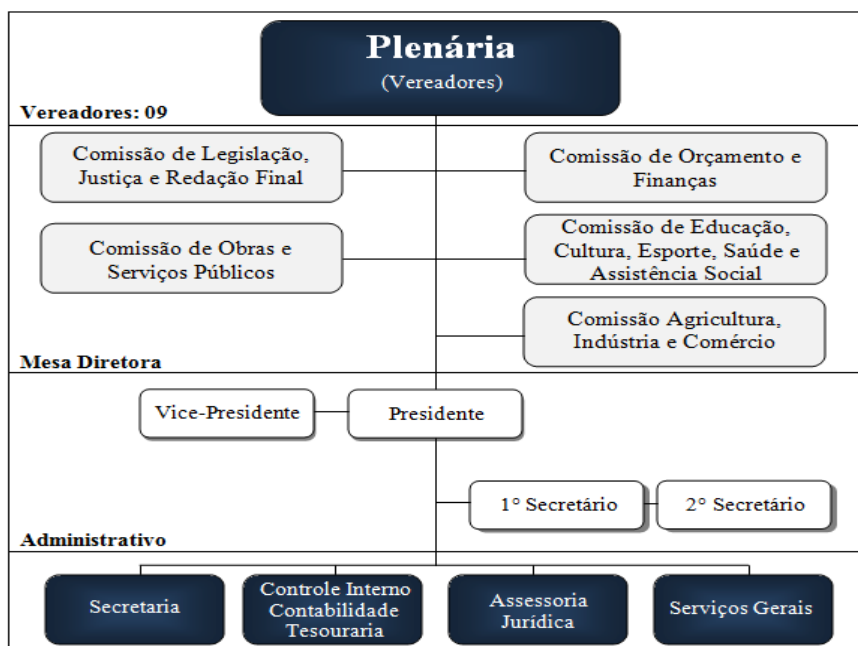 Plenária
(Vereadores)
Vereadores: 09
Comissão de Legislação,
Justiça e Redação Final
Comissão de Orçamento e
Finanças
Comissão de Obras e
Serviços Públicos
Comissão de Educação,
Cultura, Esporte, Saúde e
Assistência Social
Comissão Agricultura,
Indústria e Comércio
Mesa Diretora
Vice-Presidente
Presidente
1° Secretário
2° Secretário
Administrativo
Secretaria
Controle Interno
Contabilidade
Tesouraria
Assessoria
Jurídica
Serviços Gerais